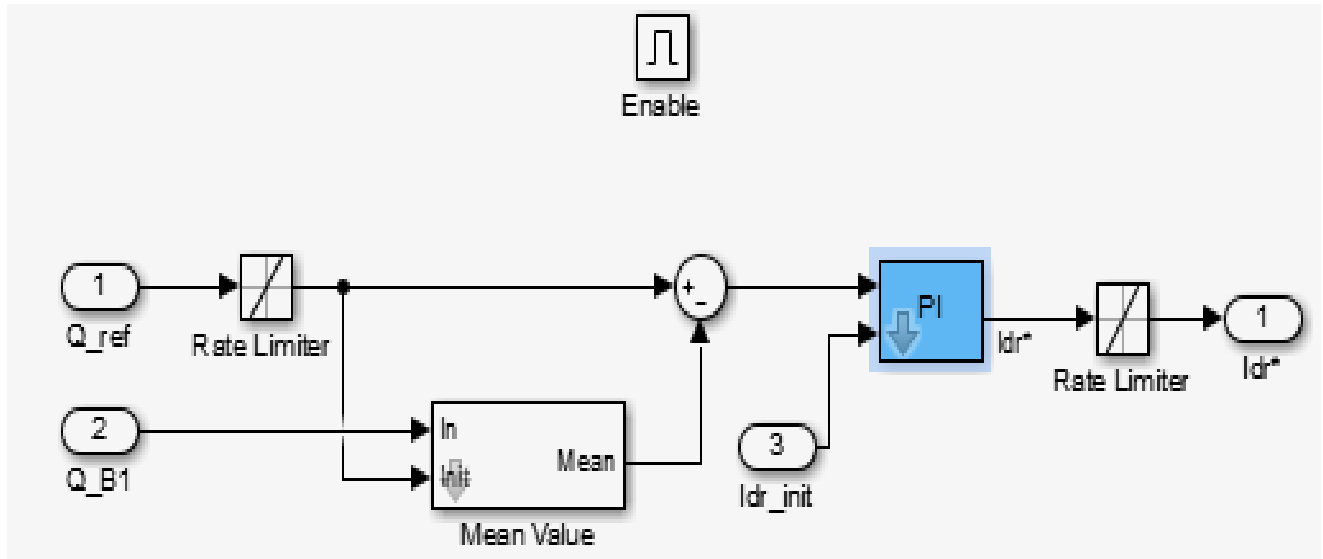 Enable
1
Q_ref
Rate Limiter
+
-
PI
Idr*
Rate Limiter
1
Idr*
2
Q_B1
In
Init
Mean
Mean Value
3
Idr_init